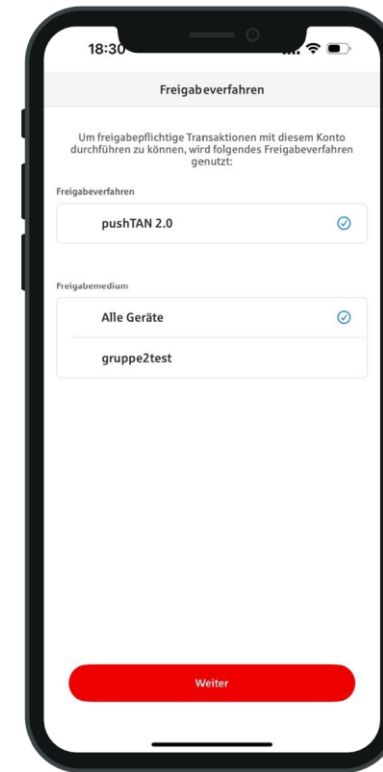 18:30
Freigabeverfahren
Um freigabepflichtige Transaktionen mit diesem Konto
durchführen zu können, wird folgendes Freigabeverfahren
genutzt:
Freigabeverfahren
pushTAN 2.0
Freigabemedium
Alle Geräte
gruppe2test
Weiter